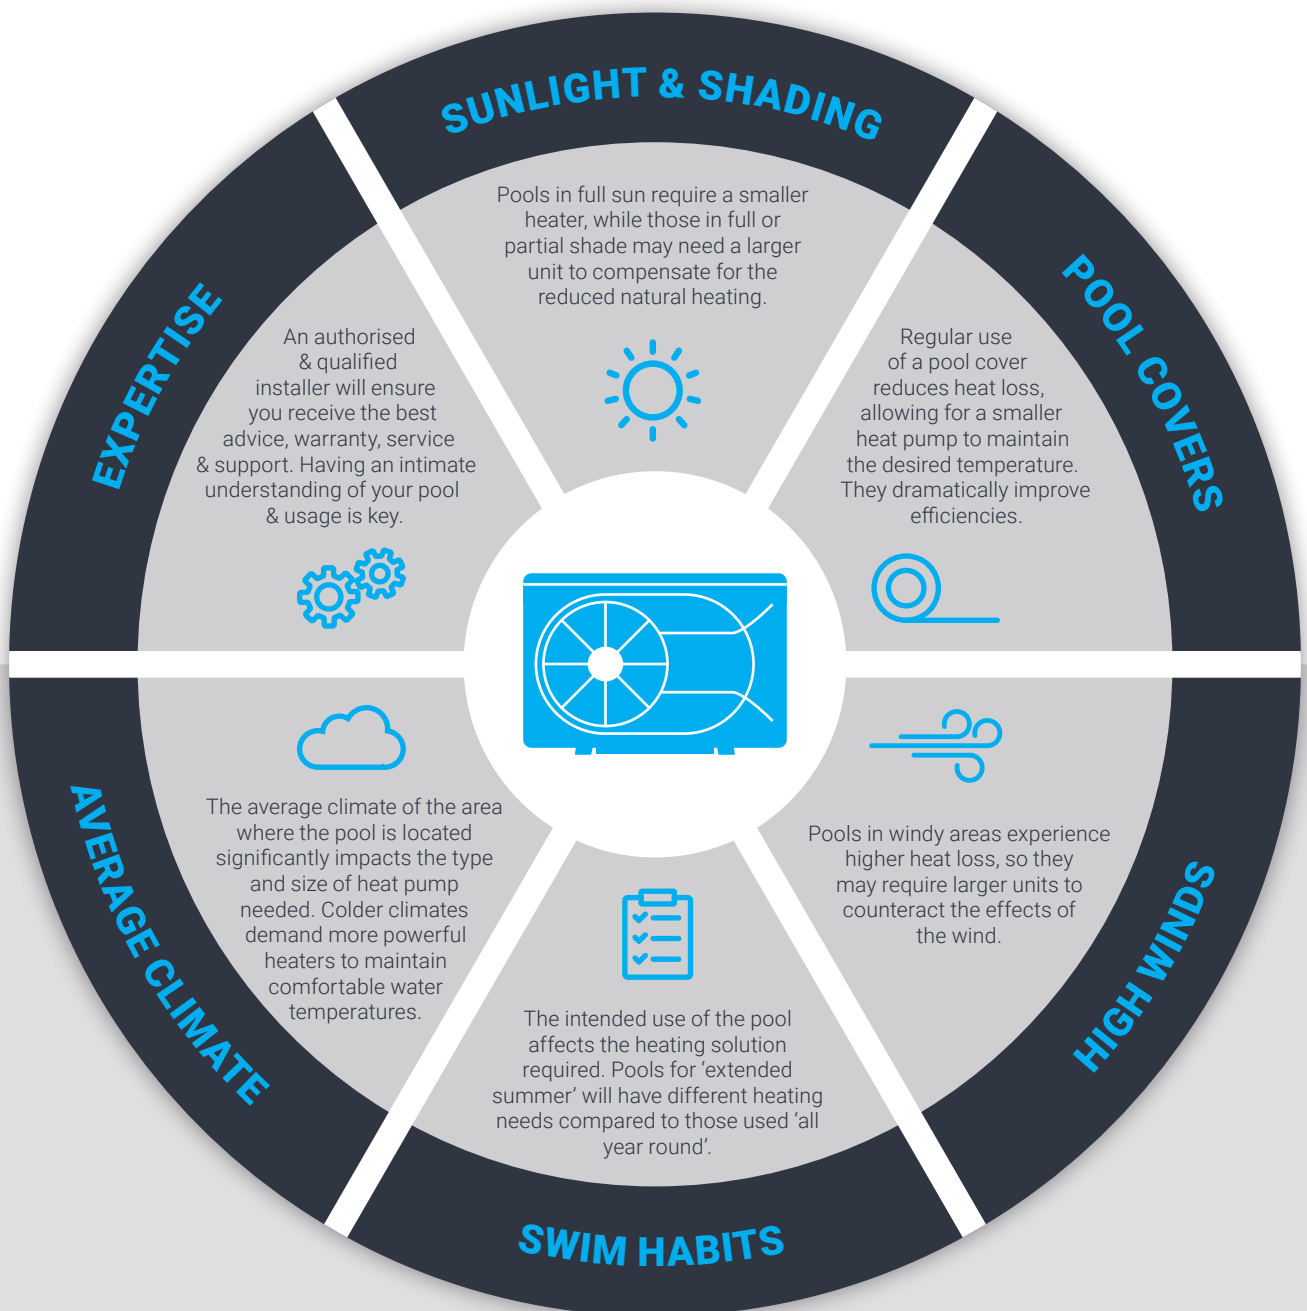 SUNLIGHT & SHADING
Pools in full sun require a smaller
heater, while those in full or
partial shade may need a larger
unit to compensate for the
reduced natural heating.
POOL COVERS
Regular use
of a pool cover
reduces heat loss,
allowing for a smaller
heat pump to maintain
the desired temperature.
They dramatically improve
efficiencies.
HIGH WINDS
Pools in windy areas experience
higher heat loss, so they
may require larger units to
counteract the effects of
the wind.
SWIM HABITS
The intended use of the pool
affects the heating solution
required. Pools for ‘extended
summer’ will have different heating
needs compared to those used ‘all
year round’.
AVERAGE CLIMATE
The average climate of the area
where the pool is located
significantly impacts the type
and size of heat pump
needed. Colder climates
demand more powerful
heaters to maintain
comfortable water
temperatures.
EXPERTISE
An authorised
& qualified
installer will ensure
you receive the best
advice, warranty, service
& support. Having an intimate
understanding of your pool
& usage is key.